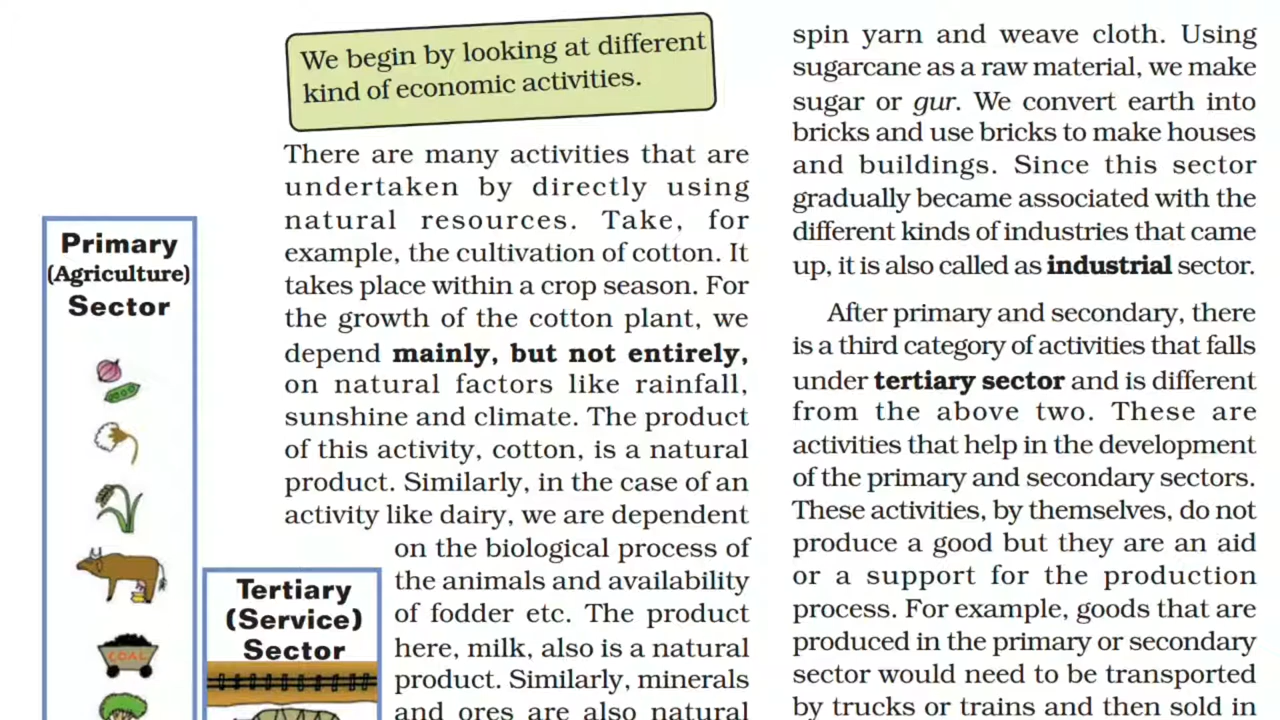 We begin by looking at different
kind of economic activities.
There are many activities that are
undertaken by directly using
natural resources. Take, for
example, the cultivation of cotton. It
takes place within a crop season. For
the growth of the cotton plant, we
depend mainly, but not entirely,
on natural factors like rainfall,
sunshine and climate. The product
of this activity, cotton, is a natural
product. Similarly, in the case of an
activity like dairy, we are dependent
on the biological process of
the animals and availability
of fodder etc. The product
here, milk, also is a natural
product. Similarly, minerals
and ores are also natural
Primary
(Agriculture)
Sector
COAL
Tertiary
(Service)
Sector
spin yarn and weave cloth. Using
sugarcane as a raw material, we make
sugar or gur. We convert earth into
bricks and use bricks to make houses
and buildings. Since this sector
gradually became associated with the
different kinds of industries that came
up, it is also called as industrial sector.
After primary and secondary, there
is a third category of activities that falls
under tertiary sector and is different
from the above two. These are
activities that help in the development
of the primary and secondary sectors.
These activities, by themselves, do not
produce a good but they are an aid
or a support for the production
process. For example, goods that are
produced in the primary or secondary
sector would need to be transported
by trucks or trains and then sold in